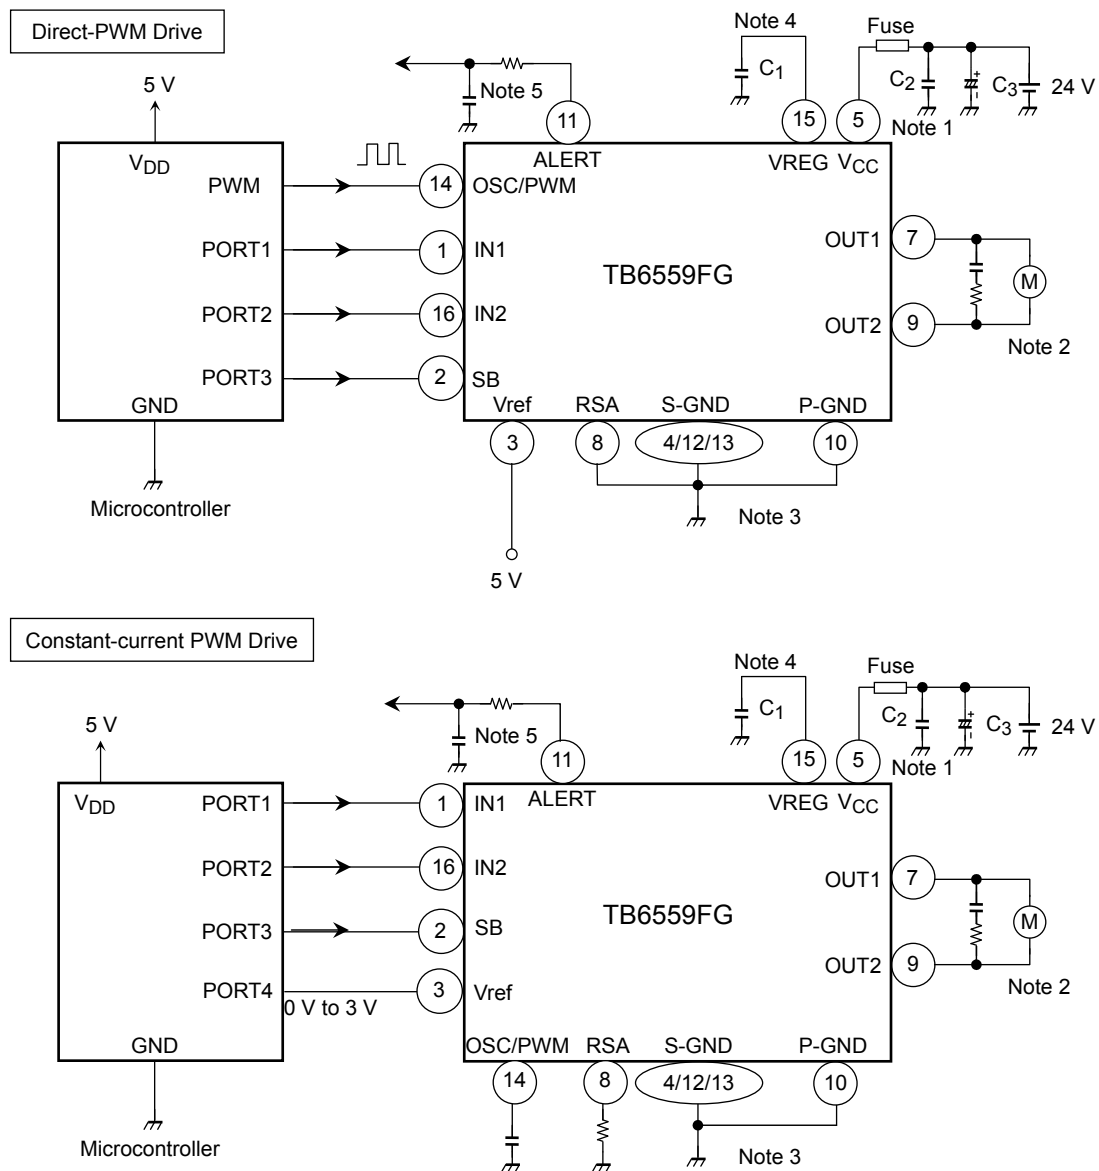 Direct-PWM Drive
Note 4
Fuse
5 V
C1
C2
C3
24 V
Note 5
Note 1
11
15
5
VDD
ALERT
VREG
VCC
PWM
14
OSC/PWM
PORT1
1
IN1
OUT1
7
TB6559FG
M
PORT2
16
IN2
OUT2
9
Note 2
PORT3
2
SB
GND
Vref
RSA
S-GND
P-GND
3
8
4/12/13
10
Microcontroller
Note 3
5 V
Constant-current PWM Drive
Note 4
Fuse
5 V
C1
C2
C3
24 V
Note 5
Note 1
11
15
5
VDD
PORT1
1
IN1
ALERT
VREG
VCC
PORT2
16
IN2
OUT1
7
TB6559FG
M
PORT3
2
SB
OUT2
9
PORT4
0 V to 3 V
3
Vref
Note 2
GND
OSC/PWM
RSA
S-GND
P-GND
14
8
4/12/13
10
Microcontroller
Note 3